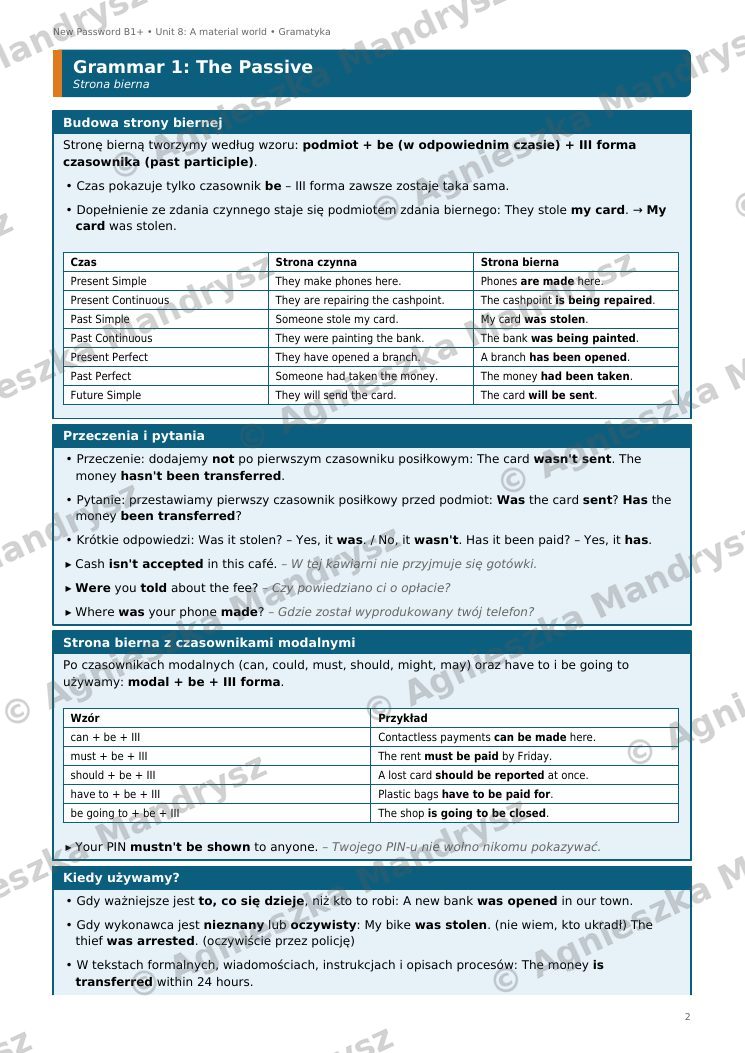 New Password B1+ • Unit 8: A material world • Gramatyka
Grammar 1: The Passive
Strona bierna
Budowa strony biernej
Stronę bierną tworzymy według wzoru: podmiot + be (w odpowiednim czasie) + III forma
czasownika (past participle).
• Czas pokazuje tylko czasownik be – III forma zawsze zostaje taka sama.
• Dopełnienie ze zdania czynnego staje się podmiotem zdania biernego: They stole my card. → My
card was stolen.
Czas Strona czynna Strona bierna
Present Simple They make phones here. Phones are made here.
Present Continuous They are repairing the cashpoint. The cashpoint is being repaired.
Past Simple Someone stole my card. My card was stolen.
Past Continuous They were painting the bank. The bank was being painted.
Present Perfect They have opened a branch. A branch has been opened.
Past Perfect Someone had taken the money. The money had been taken.
Future Simple They will send the card. The card will be sent.
Przeczenia i pytania
• Przeczenie: dodajemy not po pierwszym czasowniku posiłkowym: The card wasn't sent. The
money hasn't been transferred.
• Pytanie: przestawiamy pierwszy czasownik posiłkowy przed podmiot: Was the card sent? Has the
money been transferred?
• Krótkie odpowiedzi: Was it stolen? – Yes, it was. / No, it wasn't. Has it been paid? – Yes, it has.
▸ Cash isn't accepted in this café. – W tej kawiarni nie przyjmuje się gotówki.
▸ Were you told about the fee? – Czy powiedziano ci o opłacie?
▸ Where was your phone made? – Gdzie został wyprodukowany twój telefon?
Strona bierna z czasownikami modalnymi
Po czasownikach modalnych (can, could, must, should, might, may) oraz have to i be going to
używamy: modal + be + III forma.
Wzór Przykład
can + be + III Contactless payments can be made here.
must + be + III The rent must be paid by Friday.
should + be + III A lost card should be reported at once.
have to + be + III Plastic bags have to be paid for.
be going to + be + III The shop is going to be closed.
▸ Your PIN mustn't be shown to anyone. – Twojego PIN-u nie wolno nikomu pokazywać.
Kiedy używamy?
• Gdy ważniejsze jest to, co się dzieje, niż kto to robi: A new bank was opened in our town.
• Gdy wykonawca jest nieznany lub oczywisty: My bike was stolen. (nie wiem, kto ukradł) The
thief was arrested. (oczywiście przez policję)
• W tekstach formalnych, wiadomościach, instrukcjach i opisach procesów: The money is
transferred within 24 hours.
2
© Agnieszka Mandrysz